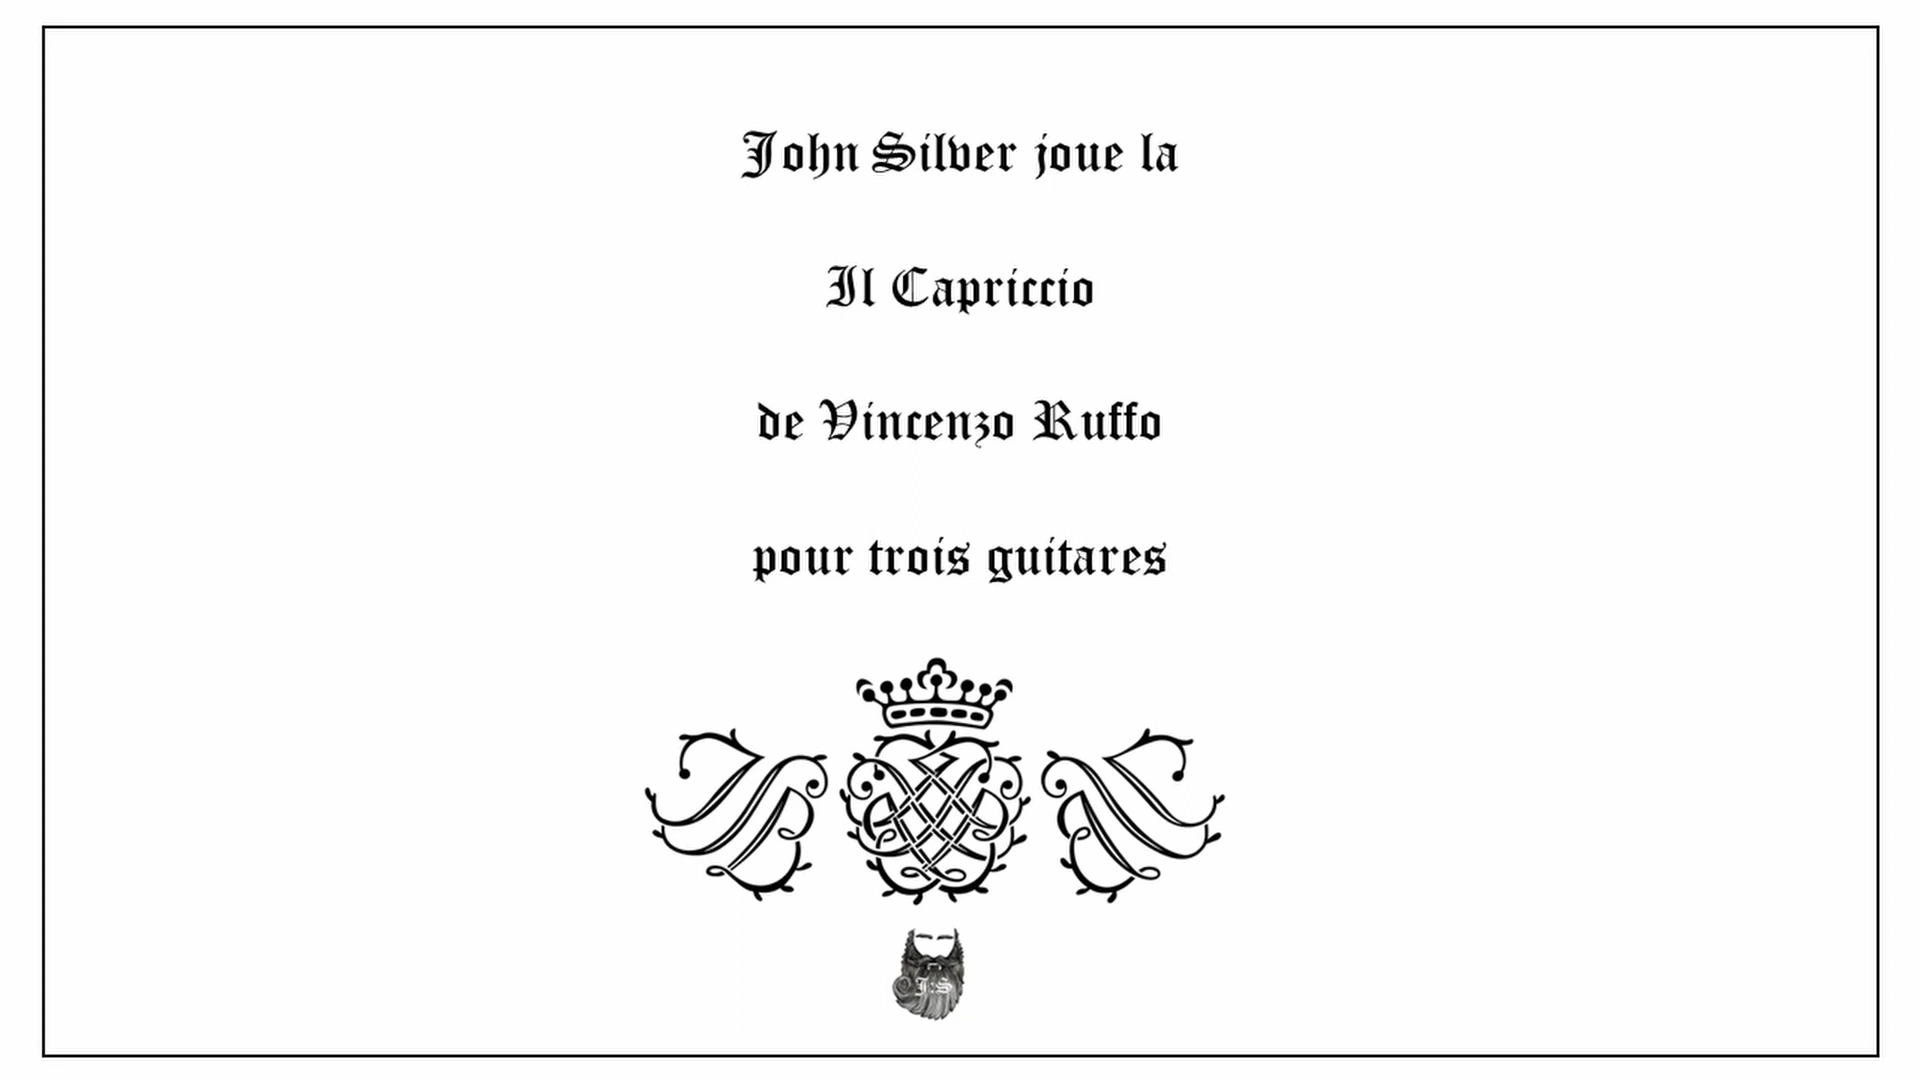 John Silver joue la
Il Capriccio
de Vincenzo Ruffo
pour trois guitares
J.S